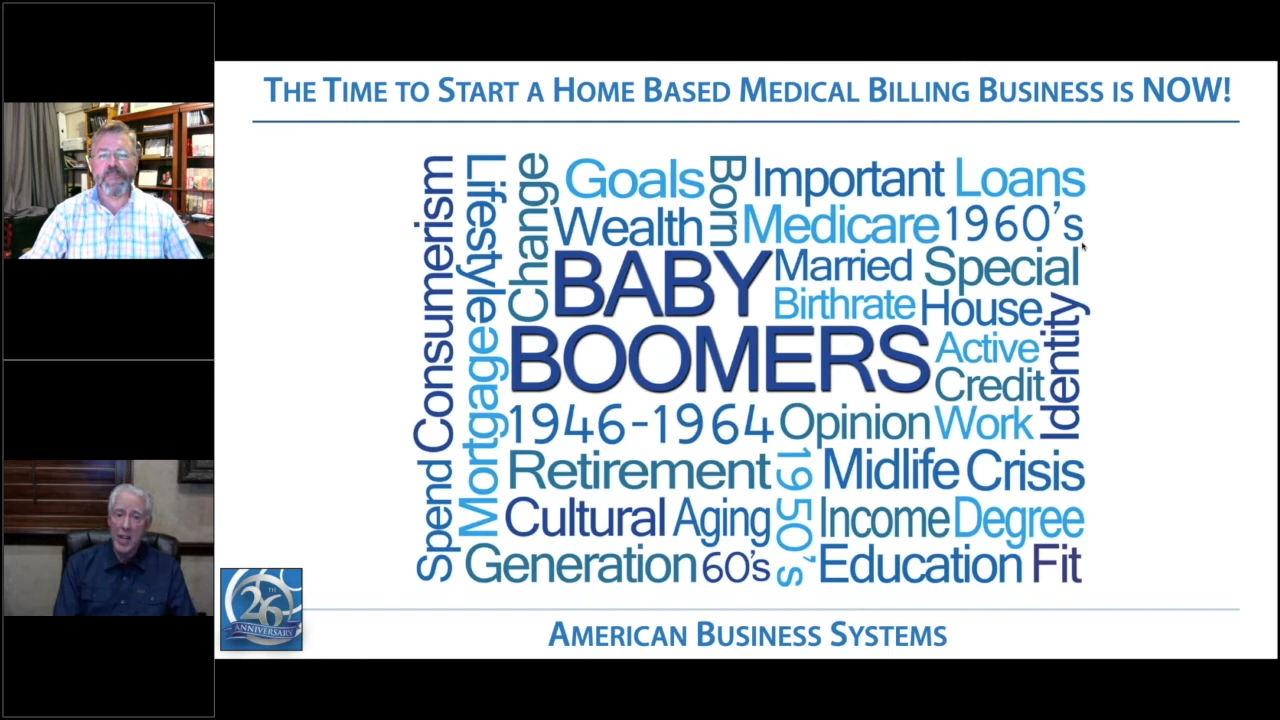 THE TIME TO START A HOME BASED MEDICAL BILLING BUSINESS IS NOW!
Consumerism
Lifestyle
Change
Goals
Born
Important
Loans
Wealth
Medicare
1960's
BABY
Married
Special
Birthrate
House
BOOMERS
Active
Identity
Credit
Mortgage
1946-1964
Opinion
Work
Retirement
1950's
Midlife Crisis
Spend
Cultural
Aging
Income
Degree
Generation
60's
Education
Fit
26TH
ANNIVERSARY
AMERICAN BUSINESS SYSTEMS